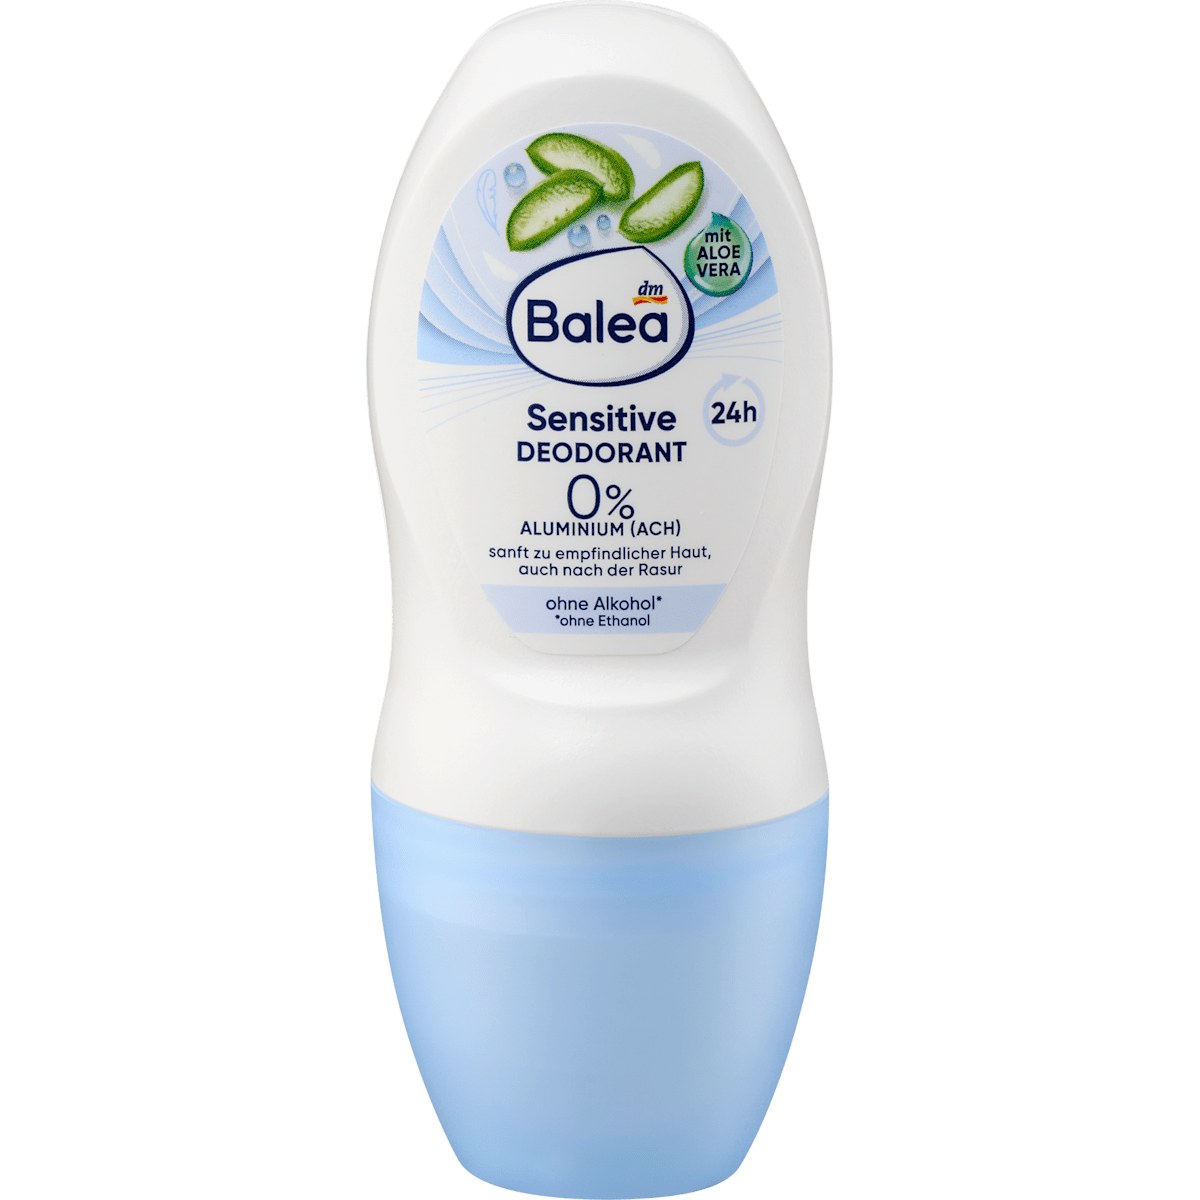 mit
ALOE
VERA
dm
Balea
Sensitive
DEODORANT
24h
0%
ALUMINIUM (ACH)
sanft zu empfindlicher Haut,
auch nach der Rasur
ohne Alkohol*
*ohne Ethanol